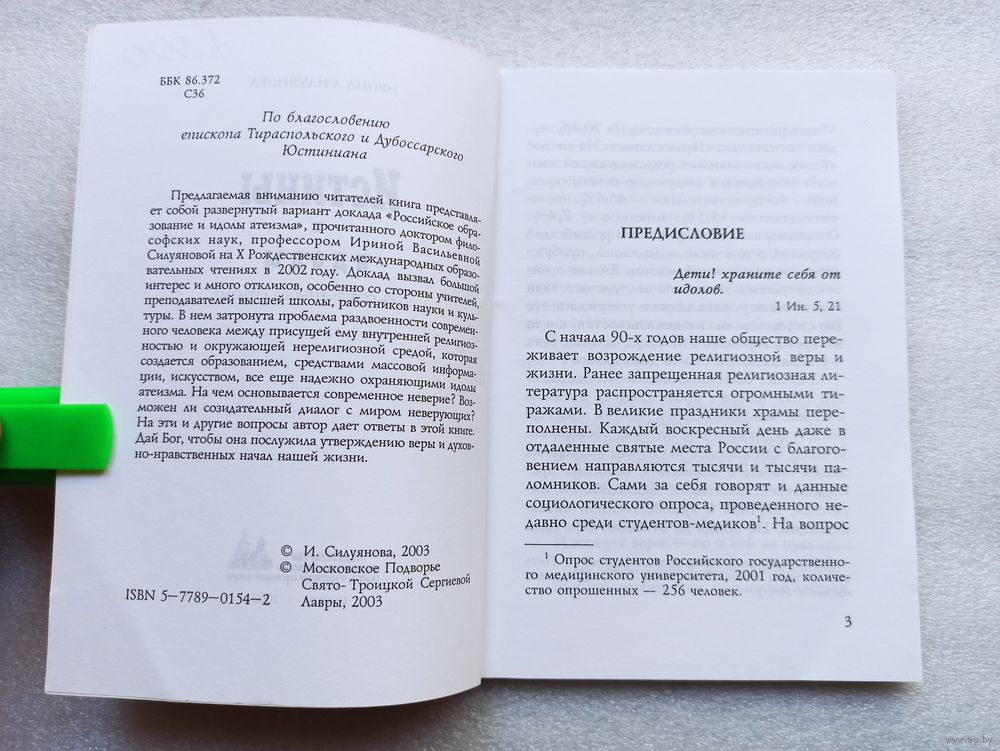 ББК 86.372
С36
По благословению
епископа Тираспольского и Дубоссарского
Юстиниана
Предлагаемая вниманию читателей книга представля-
ет собой развернутый вариант доклада «Российское обра-
зование и идолы атеизма», прочитанного доктором фило-
софских наук, профессором Ириной Васильевной
Силуяновой на X Рождественских международных образо-
вательных чтениях в 2002 году. Доклад вызвал большой
интерес и много откликов, особенно со стороны учителей,
преподавателей высшей школы, работников науки и куль-
туры. В нем затронута проблема раздвоенности современ-
ного человека между присущей ему внутренней религиоз-
ностью и окружающей нерелигиозной средой, которая
создается образованием, средствами массовой информа-
ции, искусством, все еще надежно охраняющими идолы
атеизма. На чем основывается современное неверие? Воз-
можен ли созидательный диалог с миром неверующих?
На эти и другие вопросы автор дает ответы в этой книге.
Дай Бог, чтобы она послужила утверждению веры и духов-
но-нравственных начал нашей жизни.
© И. Силуянова, 2003
© Московское Подворье
Свято-Троицкой Сергиевой
ISBN 5-7789-0154-2 Лавры, 2003
ПРЕДИСЛОВИЕ
Дети! храните себя от
идолов.
1 Ин. 5, 21
С начала 90-х годов наше общество пере-
живает возрождение религиозной веры и
жизни. Ранее запрещенная религиозная ли-
тература распространяется огромными ти-
ражами. В великие праздники храмы пере-
полнены. Каждый воскресный день даже в
отдаленные святые места России с благого-
вением направляются тысячи и тысячи па-
ломников. Сами за себя говорят и данные
социологического опроса, проведенного не-
давно среди студентов-медиков¹. На вопрос
¹ Опрос студентов Российского государственно-
го медицинского университета, 2001 год, количе-
ство опрошенных — 256 человек.
3
www.ay.by